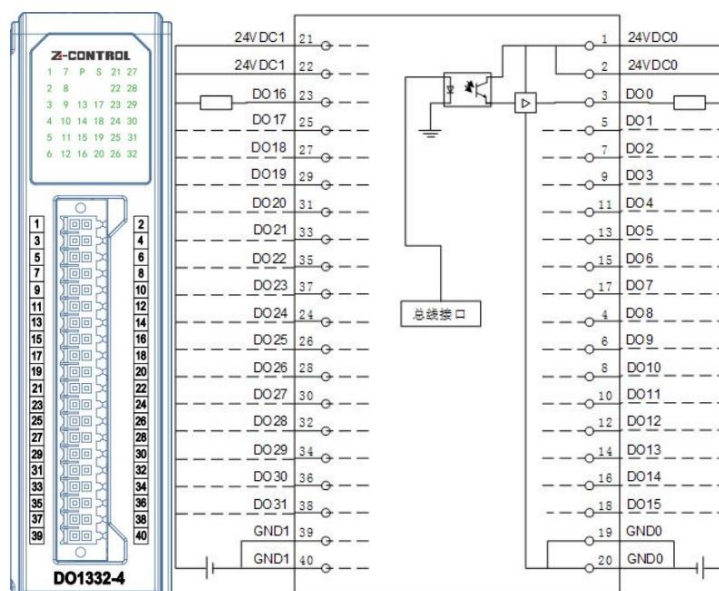 Z-CONTROL
1 7 P S 21 27
2 8 22 28
3 9 13 17 23 29
4 10 14 18 24 30
5 11 15 19 25 31
6 12 16 20 26 32
1 2
3 4
5 6
7 8
9 10
11 12
13 14
15 16
17 18
19 20
21 22
23 24
25 26
27 28
29 30
31 32
33 34
35 36
37 38
39 40
DO1332-4
24VDC1 21
24VDC1 22
DO16 23
DO17 25
DO18 27
DO19 29
DO20 31
DO21 33
DO22 35
DO23 37
DO24 24
DO25 26
DO26 28
DO27 30
DO28 32
DO29 34
DO30 36
DO31 38
GND1 39
GND1 40
总线接口
1 24VDC0
2 24VDC0
3 DO0
5 DO1
7 DO2
9 DO3
11 DO4
13 DO5
15 DO6
17 DO7
4 DO8
6 DO9
8 DO10
10 DO11
12 DO12
14 DO13
16 DO14
18 DO15
19 GND0
20 GND0